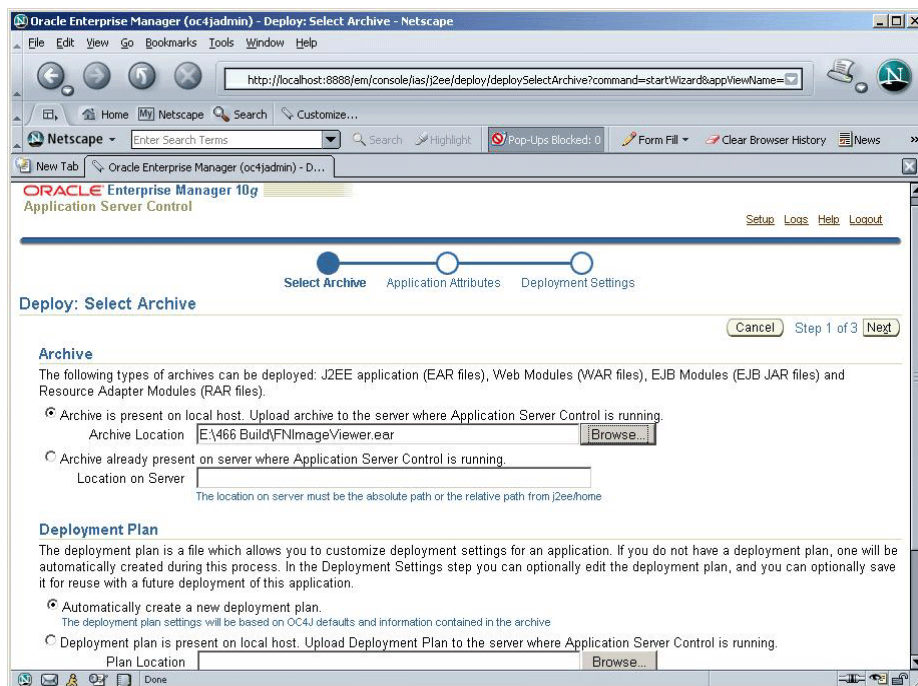 Oracle Enterprise Manager (oc4jadmin) - Deploy: Select Archive - Netscape
File Edit View Go Bookmarks Tools Window Help
http://localhost:8888/em/console/ias/j2ee/deploy/deploySelectArchive?command=startWizard&appViewName=
Home My Netscape Search Customize...
Netscape Enter Search Terms Search Highlight Pop-Ups Blocked: 0 Form Fill Clear Browser History News »
New Tab Oracle Enterprise Manager (oc4jadmin) - D...
ORACLE Enterprise Manager 10g
Application Server Control
Setup Logs Help Logout
Select Archive Application Attributes Deployment Settings
Deploy: Select Archive
Cancel Step 1 of 3 Next
Archive
The following types of archives can be deployed: J2EE application (EAR files), Web Modules (WAR files), EJB Modules (EJB JAR files) and
Resource Adapter Modules (RAR files).
Archive is present on local host. Upload archive to the server where Application Server Control is running.
Archive Location E:\466 Build\FNImageViewer.ear Browse...
Archive already present on server where Application Server Control is running.
Location on Server
The location on server must be the absolute path or the relative path from j2ee/home
Deployment Plan
The deployment plan is a file which allows you to customize deployment settings for an application. If you do not have a deployment plan, one will be
automatically created during this process. In the Deployment Settings step you can optionally edit the deployment plan, and you can optionally save
it for reuse with a future deployment of this application.
Automatically create a new deployment plan.
The deployment plan settings will be based on OC4J defaults and information contained in the archive
Deployment plan is present on local host. Upload Deployment Plan to the server where Application Server Control is running.
Plan Location Browse...
Done